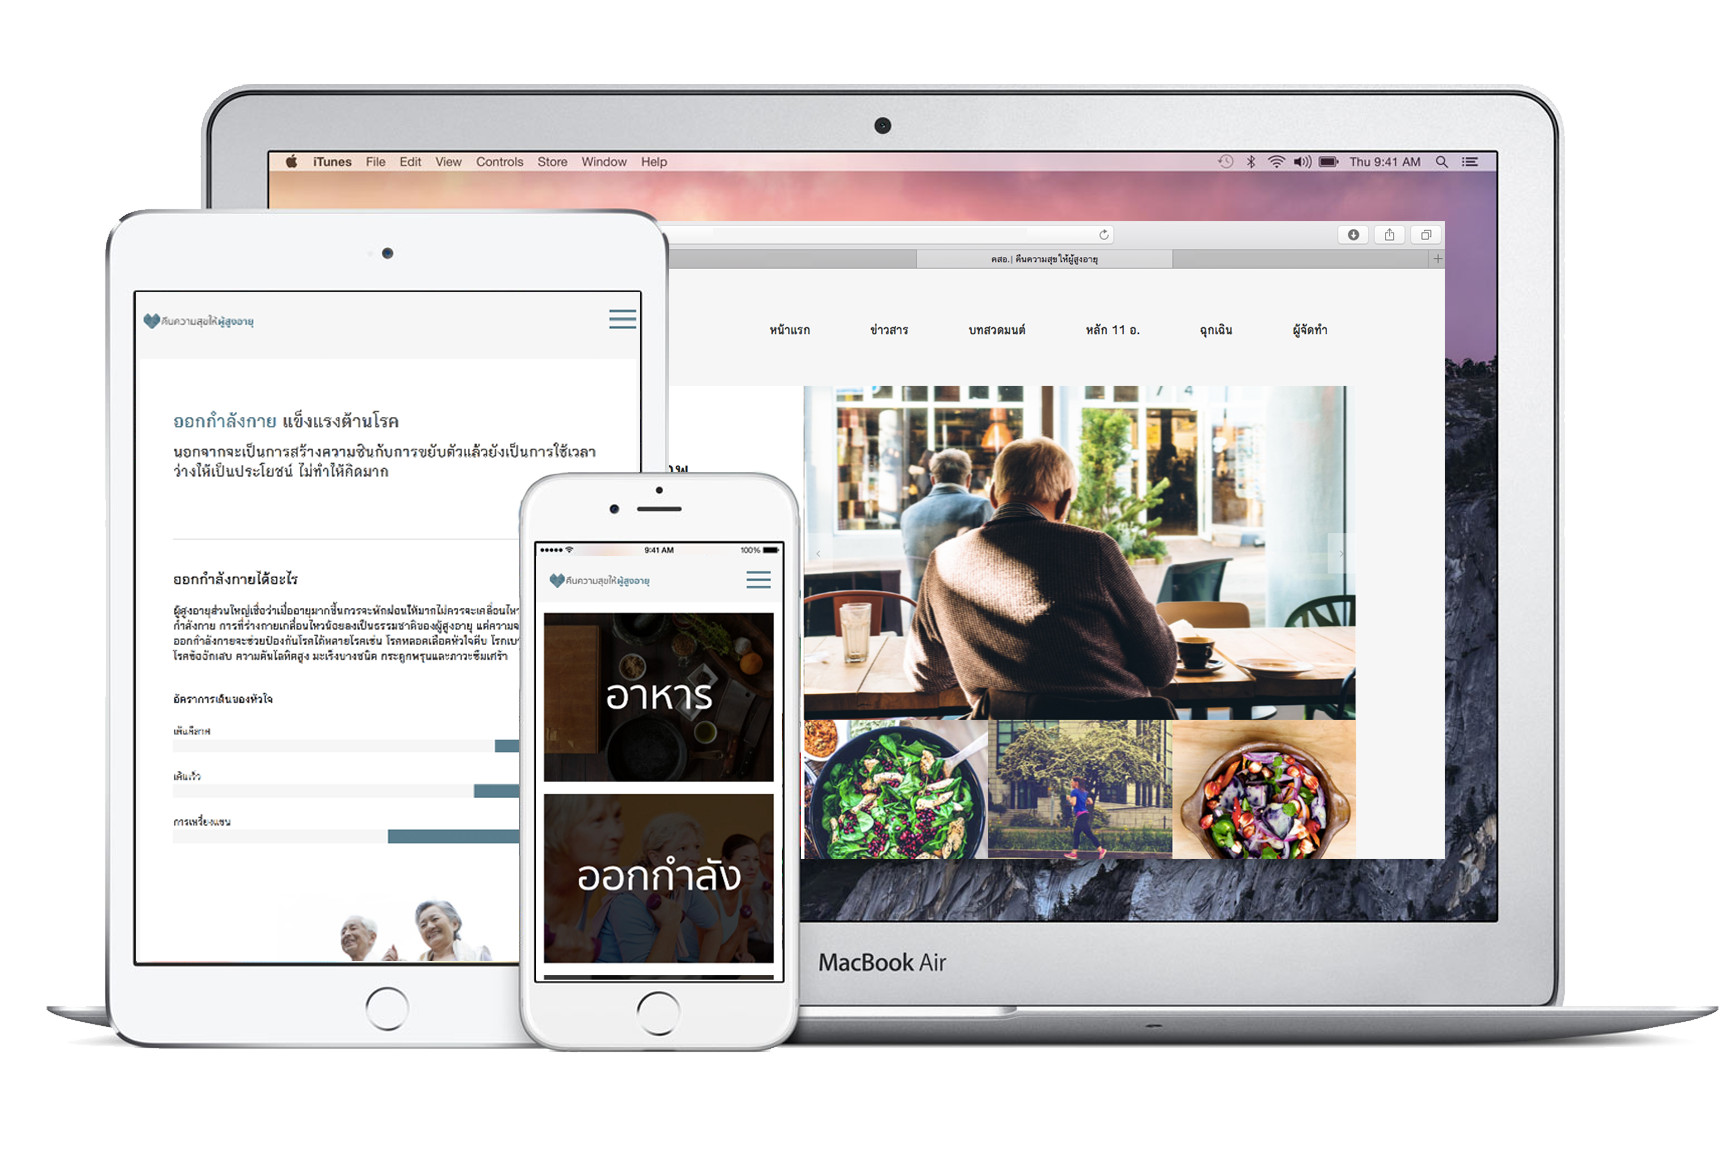 iTunes File Edit View Controls Store Window Help
Thu 9:41 AM
คสอ.| คืนความสุขให้ผู้สูงอายุ
หน้าแรก ข่าวสาร บทสวดมนต์ หลัก 11 อ. ฉุกเฉิน ผู้จัดทำ
คืนความสุขให้ผู้สูงอายุ
ออกกำลังกาย แข็งแรงต้านโรค
นอกจากจะเป็นการสร้างความชินกับการขยับตัวแล้วยังเป็นการใช้เวลา
ว่างให้เป็นประโยชน์ ไม่ทำให้คิดมาก
ออกกำลังกายได้อะไร
ผู้สูงอายุส่วนใหญ่เชื่อว่าเมื่ออายุมากขึ้นควรจะพักผ่อนให้มากไม่ควรจะเคลื่อนไหว
กำลังกาย การที่ร่างกายเคลื่อนไหวน้อยลงเป็นธรรมชาติของผู้สูงอายุ แต่ความจ
ออกกำลังกายจะช่วยป้องกันโรคได้หลายโรคเช่น โรคหลอดเลือดหัวใจตีบ โรคเบา
โรคข้ออักเสบ ความดันโลหิตสูง มะเร็งบางชนิด กระดูกพรุนและภาวะซึมเศร้า
อัตราการเต้นของหัวใจ
เต้นลีลาศ
เดินเร็ว
การเหวี่ยงแขน
9:41 AM 100%
คืนความสุขให้ผู้สูงอายุ
อาหาร
ออกกำลัง
MacBook Air